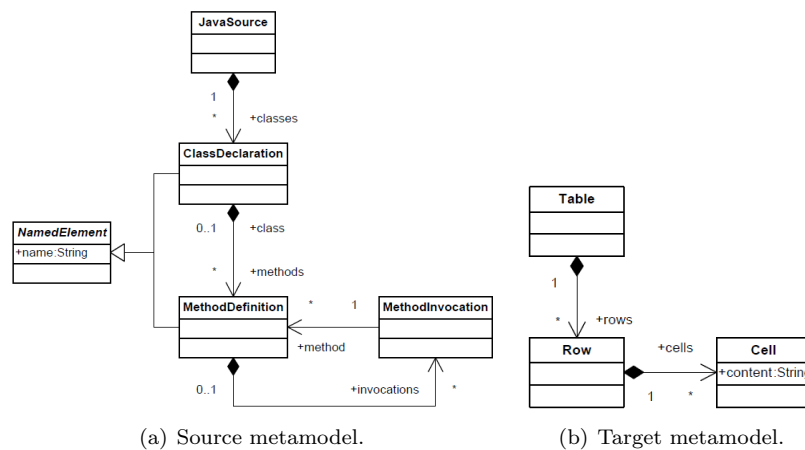 JavaSource
1
* +classes
ClassDeclaration
NamedElement
+name:String
0..1 +class
* +methods
MethodDefinition
* 1
MethodInvocation
+method
0..1
+invocations *
(a) Source metamodel.
Table
1
* +rows
Row
+cells
1 *
Cell
+content:String
(b) Target metamodel.